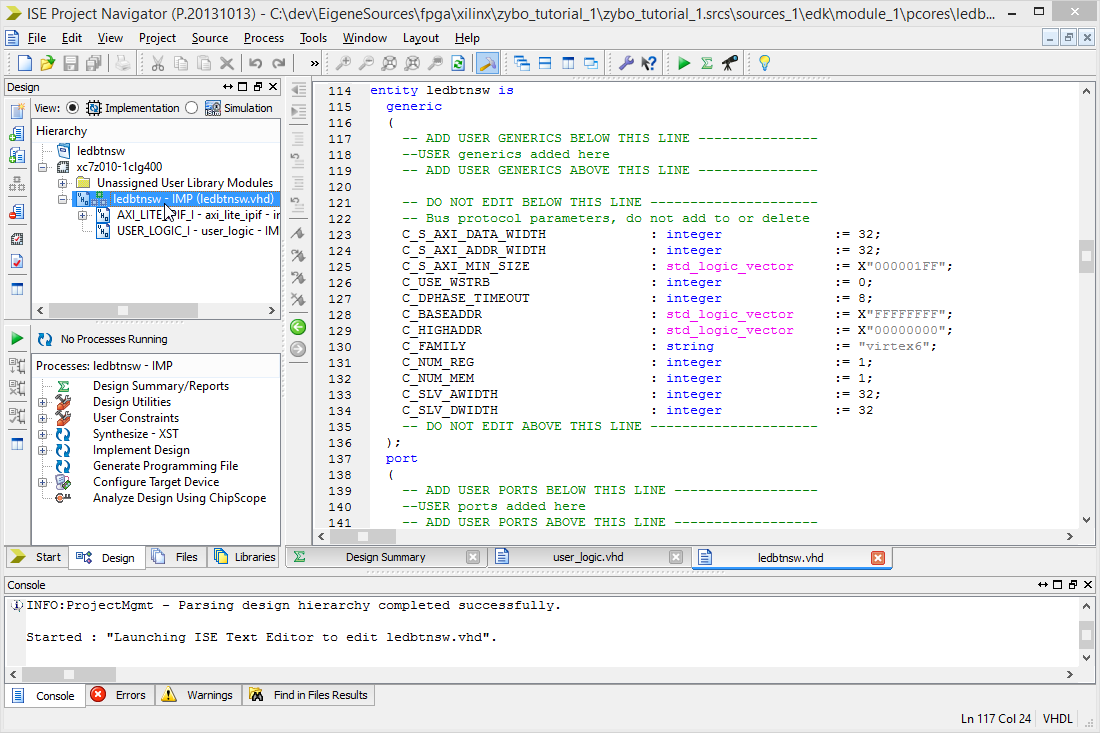 ISE Project Navigator (P.20131013) - C:\dev\EigeneSources\fpga\xilinx\zybo_tutorial_1\zybo_tutorial_1.srcs\sources_1\edk\module_1\pcores\ledb...
File Edit View Project Source Process Tools Window Layout Help
»
Design
View: Implementation Simulation
Hierarchy
ledbtnsw
xc7z010-1clg400
Unassigned User Library Modules
ledbtnsw - IMP (ledbtnsw.vhd)
AXI_LITE_IPIF_I - axi_lite_ipif - ir
USER_LOGIC_I - user_logic - IM
No Processes Running
Processes: ledbtnsw - IMP
Design Summary/Reports
Design Utilities
User Constraints
Synthesize - XST
Implement Design
Generate Programming File
Configure Target Device
Analyze Design Using ChipScope
Start Design Files Libraries
114 entity ledbtnsw is
115 generic
116 (
117 -- ADD USER GENERICS BELOW THIS LINE ---------------
118 --USER generics added here
119 -- ADD USER GENERICS ABOVE THIS LINE ---------------
120
121 -- DO NOT EDIT BELOW THIS LINE ---------------------
122 -- Bus protocol parameters, do not add to or delete
123 C_S_AXI_DATA_WIDTH : integer := 32;
124 C_S_AXI_ADDR_WIDTH : integer := 32;
125 C_S_AXI_MIN_SIZE : std_logic_vector := X"000001FF";
126 C_USE_WSTRB : integer := 0;
127 C_DPHASE_TIMEOUT : integer := 8;
128 C_BASEADDR : std_logic_vector := X"FFFFFFFF";
129 C_HIGHADDR : std_logic_vector := X"00000000";
130 C_FAMILY : string := "virtex6";
131 C_NUM_REG : integer := 1;
132 C_NUM_MEM : integer := 1;
133 C_SLV_AWIDTH : integer := 32;
134 C_SLV_DWIDTH : integer := 32
135 -- DO NOT EDIT ABOVE THIS LINE ---------------------
136 );
137 port
138 (
139 -- ADD USER PORTS BELOW THIS LINE ------------------
140 --USER ports added here
141 -- ADD USER PORTS ABOVE THIS LINE ------------------
Design Summary user_logic.vhd ledbtnsw.vhd
Console
INFO:ProjectMgmt - Parsing design hierarchy completed successfully.
Started : "Launching ISE Text Editor to edit ledbtnsw.vhd".
Console Errors Warnings Find in Files Results
Ln 117 Col 24 VHDL